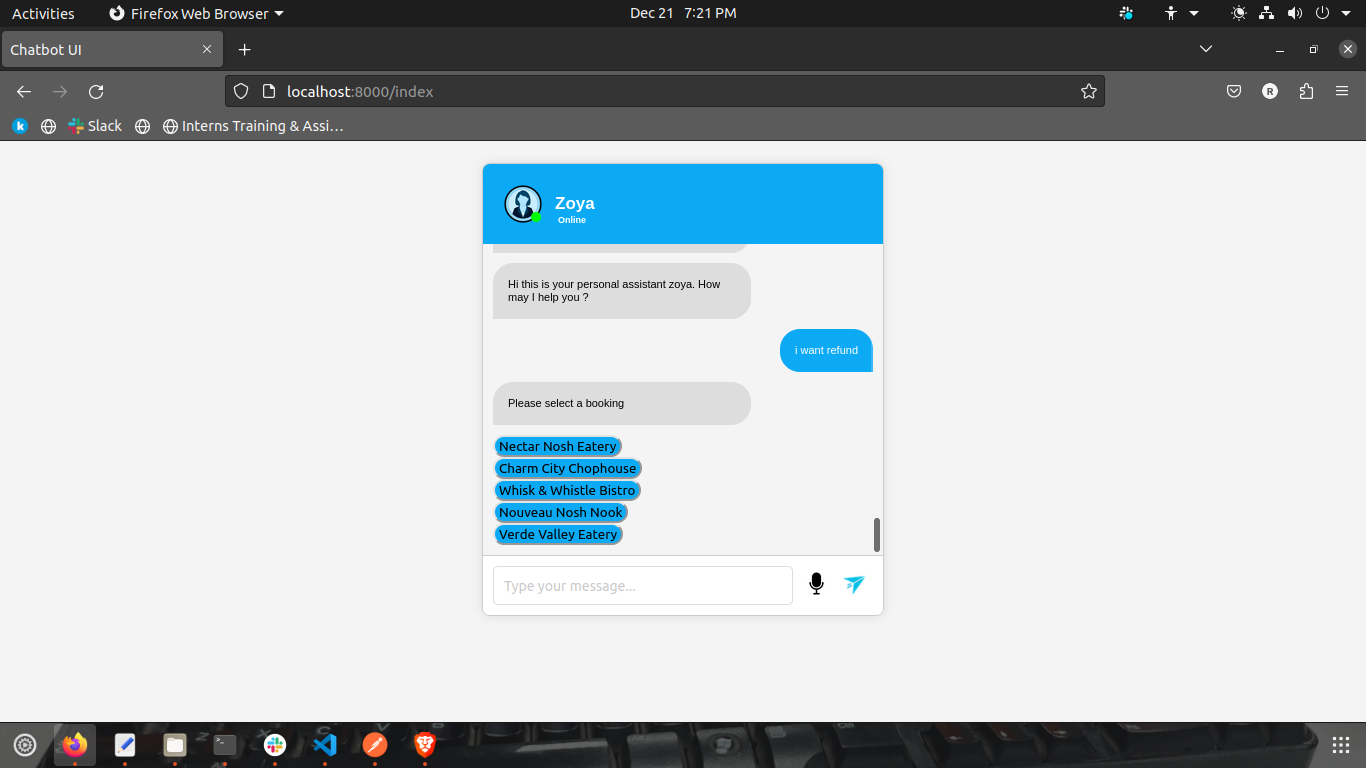 Activities
Firefox Web Browser
Dec 21 7:21 PM
Chatbot UI
localhost:8000/index
R
k
Slack
Interns Training & Assi...
Zoya
Online
Hi this is your personal assistant zoya. How
may I help you ?
i want refund
Please select a booking
Nectar Nosh Eatery
Charm City Chophouse
Whisk & Whistle Bistro
Nouveau Nosh Nook
Verde Valley Eatery
Type your message...